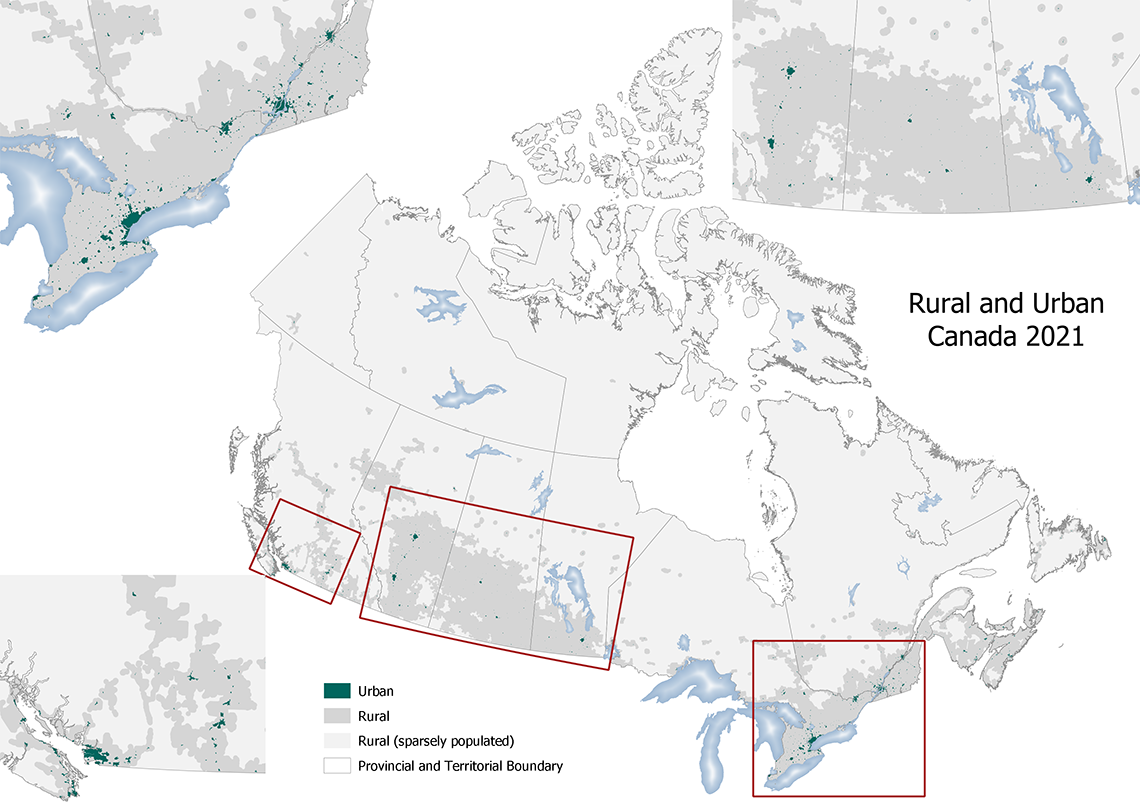 Rural and Urban
Canada 2021
Urban
Rural
Rural (sparsely populated)
Provincial and Territorial Boundary